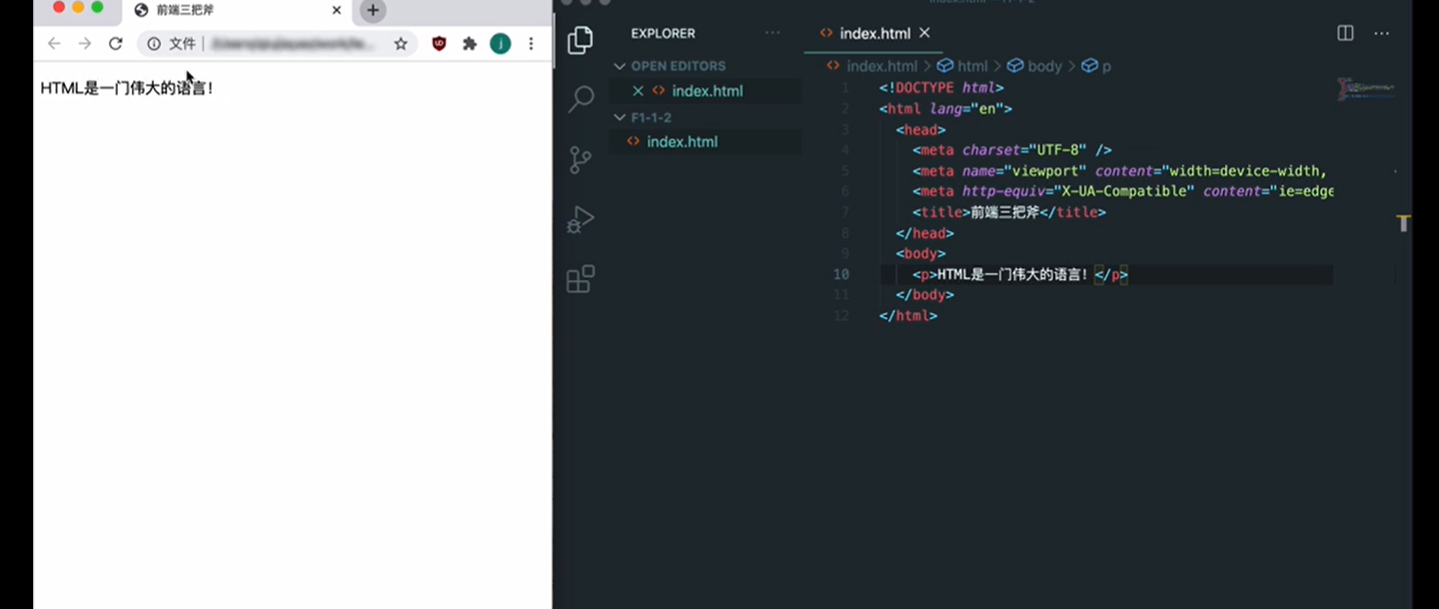 前端三把斧
文件
HTML是一门伟大的语言！
EXPLORER
OPEN EDITORS
index.html
F1-1-2
index.html
index.html
index.html > html > body > p
1 <!DOCTYPE html>
2 <html lang="en">
3 <head>
4 <meta charset="UTF-8" />
5 <meta name="viewport" content="width=device-width,
6 <meta http-equiv="X-UA-Compatible" content="ie=edge
7 <title>前端三把斧</title>
8 </head>
9 <body>
10 <p>HTML是一门伟大的语言！</p>
11 </body>
12 </html>